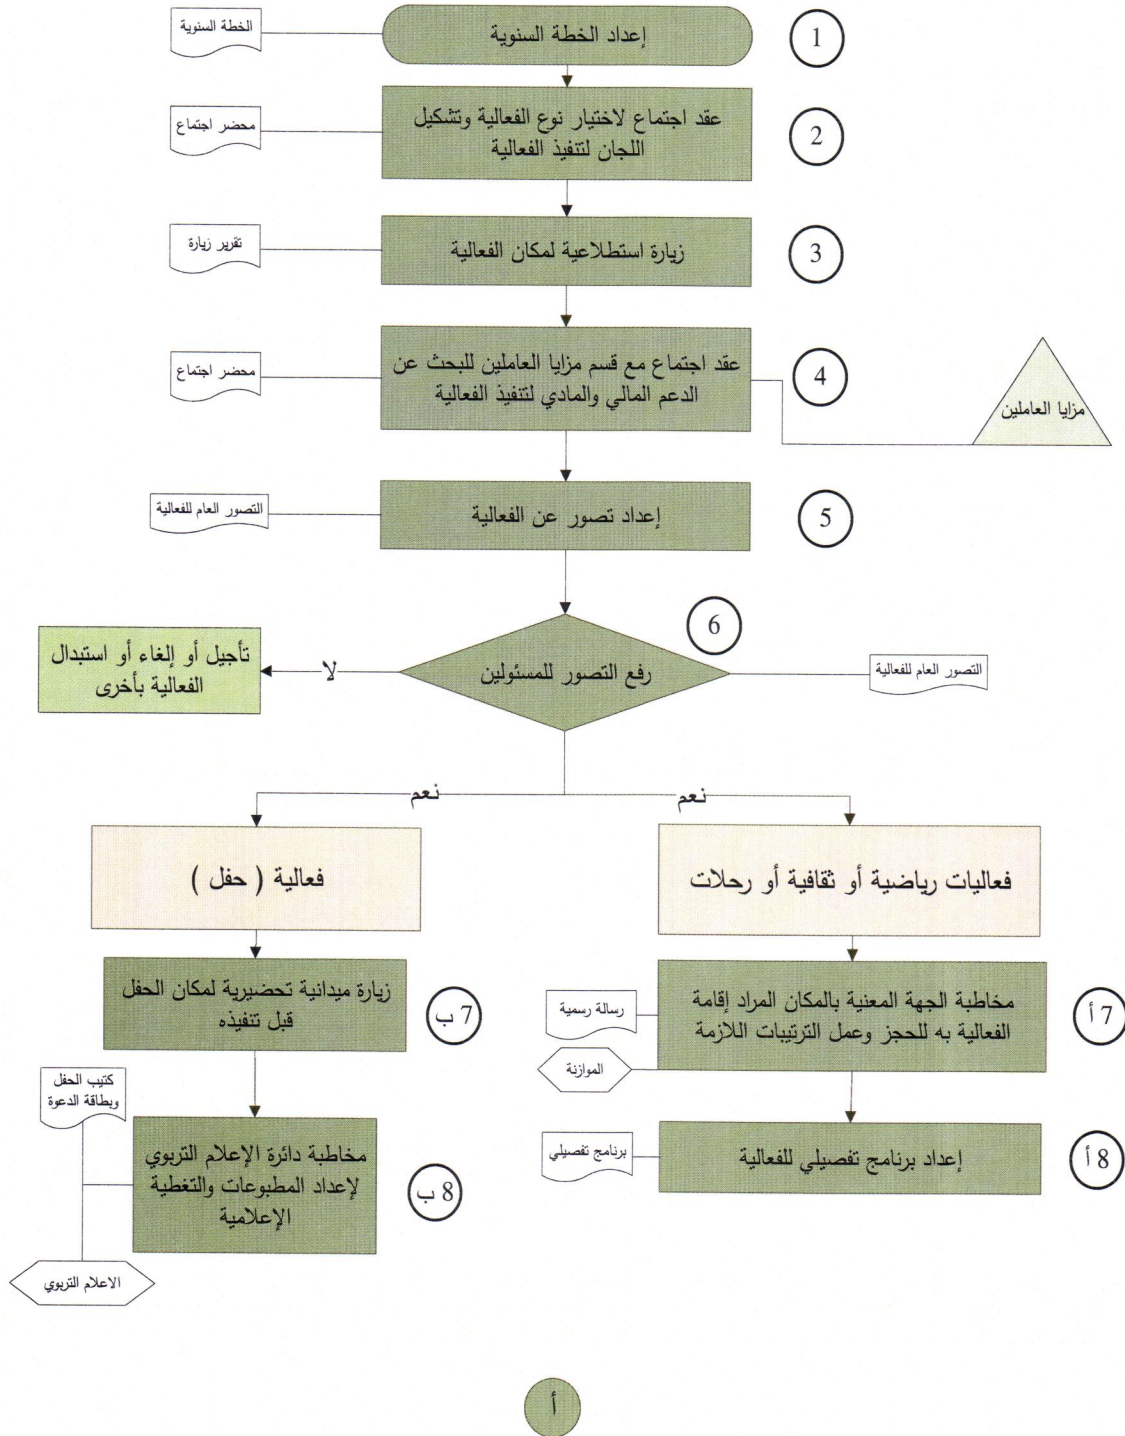 إعداد الخطة السنوية
1
الخطة السنوية
عقد اجتماع لاختيار نوع الفعالية وتشكيل
اللجان لتنفيذ الفعالية
2
محضر اجتماع
زيارة استطلاعية لمكان الفعالية
3
تقرير زيارة
عقد اجتماع مع قسم مزايا العاملين للبحث عن
الدعم المالي والمادي لتنفيذ الفعالية
4
محضر اجتماع
مزايا العاملين
إعداد تصور عن الفعالية
5
التصور العام للفعالية
6
رفع التصور للمسئولين
التصور العام للفعالية
لا
تأجيل أو إلغاء أو استبدال
الفعالية بأخرى
نعم
نعم
فعاليات رياضية أو ثقافية أو رحلات
فعالية ( حفل )
7 أ
مخاطبة الجهة المعنية بالمكان المراد إقامة
الفعالية به للحجز وعمل الترتيبات اللازمة
رسالة رسمية
الموازنة
7 ب
زيارة ميدانية تحضيرية لمكان الحفل
قبل تنفيذه
8 أ
إعداد برنامج تفصيلي للفعالية
برنامج تفصيلي
8 ب
مخاطبة دائرة الإعلام التربوي
لإعداد المطبوعات والتغطية
الإعلامية
كتيب الحفل
وبطاقة الدعوة
الاعلام التربوي
أ